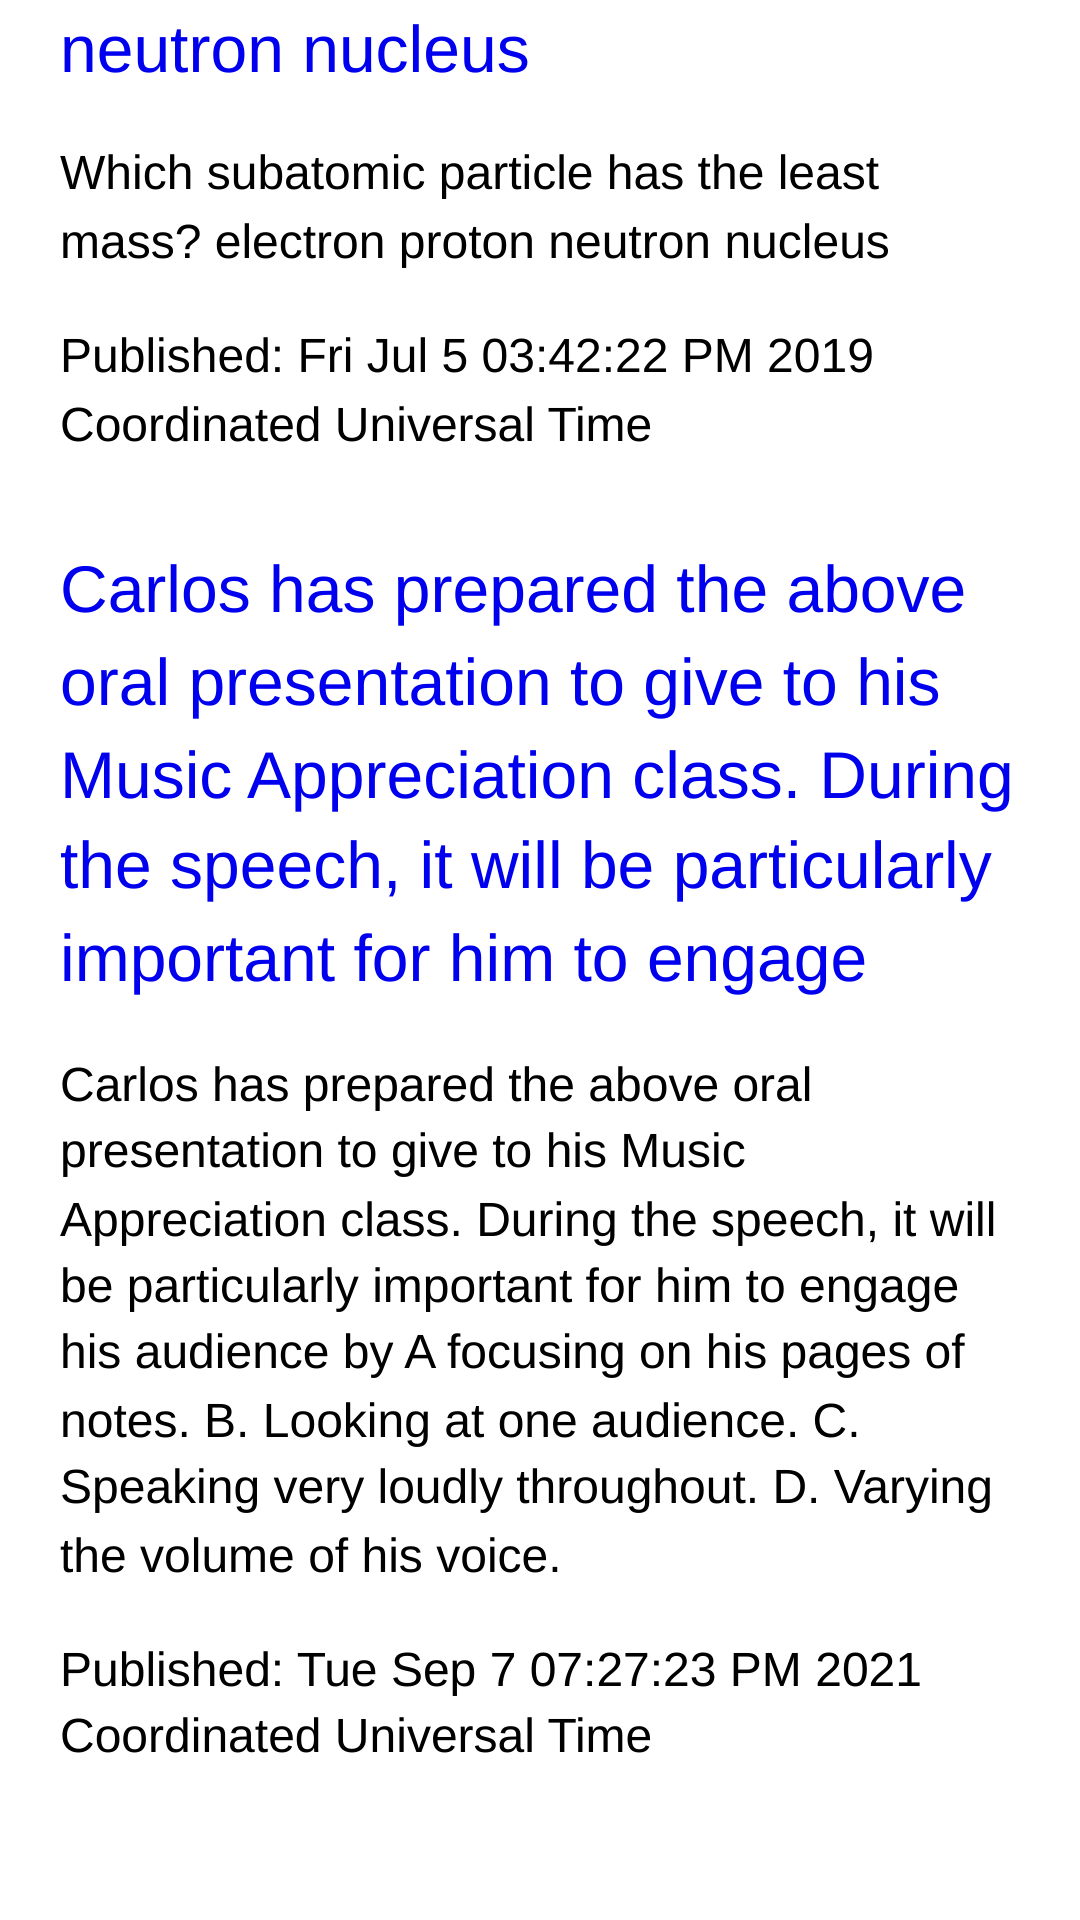 neutron nucleus
Which subatomic particle has the least
mass? electron proton neutron nucleus
Published: Fri Jul 5 03:42:22 PM 2019
Coordinated Universal Time
Carlos has prepared the above
oral presentation to give to his
Music Appreciation class. During
the speech, it will be particularly
important for him to engage
Carlos has prepared the above oral
presentation to give to his Music
Appreciation class. During the speech, it will
be particularly important for him to engage
his audience by A focusing on his pages of
notes. B. Looking at one audience. C.
Speaking very loudly throughout. D. Varying
the volume of his voice.
Published: Tue Sep 7 07:27:23 PM 2021
Coordinated Universal Time